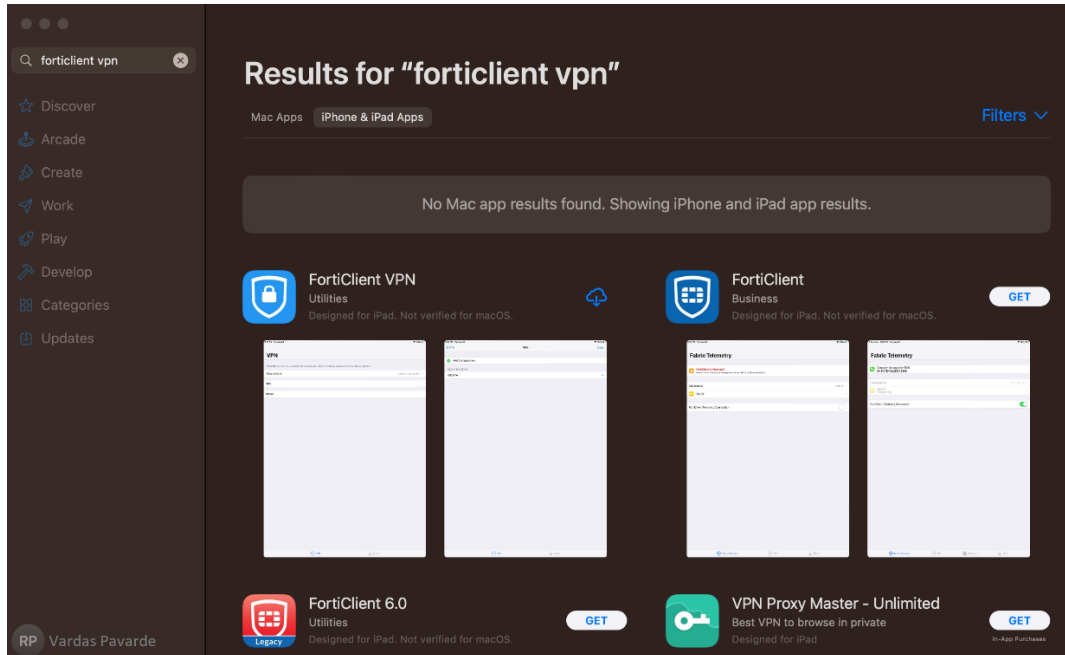 forticlient vpn
Discover
Arcade
Create
Work
Play
Develop
Categories
Updates
RP Vardas Pavarde
Results for “forticlient vpn”
Mac Apps iPhone & iPad Apps Filters
No Mac app results found. Showing iPhone and iPad app results.
FortiClient VPN
Utilities
Designed for iPad. Not verified for macOS.
VPN
VPN
FortiClient
Business
Designed for iPad. Not verified for macOS.
GET
Fabric Telemetry
Fabric Telemetry
FortiClient 6.0
Utilities
Designed for iPad. Not verified for macOS.
Legacy
GET
VPN Proxy Master - Unlimited
Best VPN to browse in private
Designed for iPad
GET
In-App Purchases